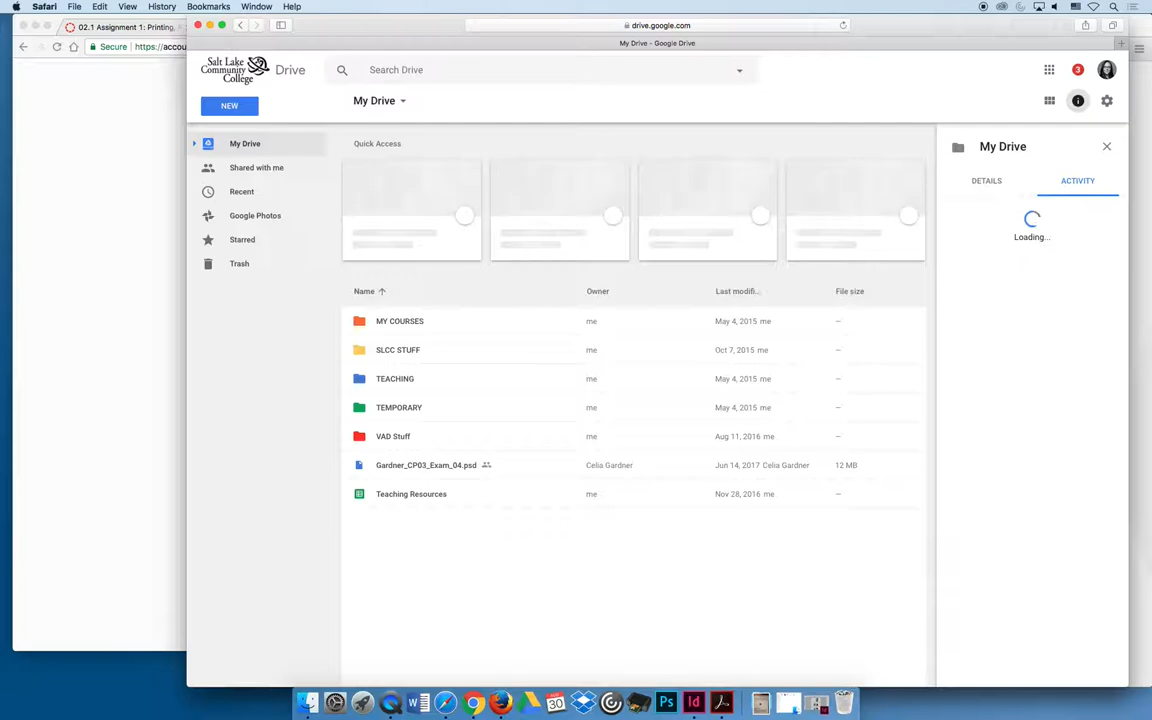 Safari File Edit View History Bookmarks Window Help
02.1 Assignment 1: Printing,
Secure https://accou
drive.google.com
My Drive - Google Drive
Salt Lake
Community
College
Drive
Search Drive
3
NEW
My Drive
My Drive
Shared with me
Recent
Google Photos
Starred
Trash
Quick Access
Name Owner Last modifi... File size
MY COURSES me May 4, 2015 me –
SLCC STUFF me Oct 7, 2015 me –
TEACHING me May 4, 2015 me –
TEMPORARY me May 4, 2015 me –
VAD Stuff me Aug 11, 2016 me –
Gardner_CP03_Exam_04.psd Celia Gardner Jun 14, 2017 Celia Gardner 12 MB
Teaching Resources me Nov 28, 2016 me –
My Drive
DETAILS ACTIVITY
Loading...
W 30 Ps Id